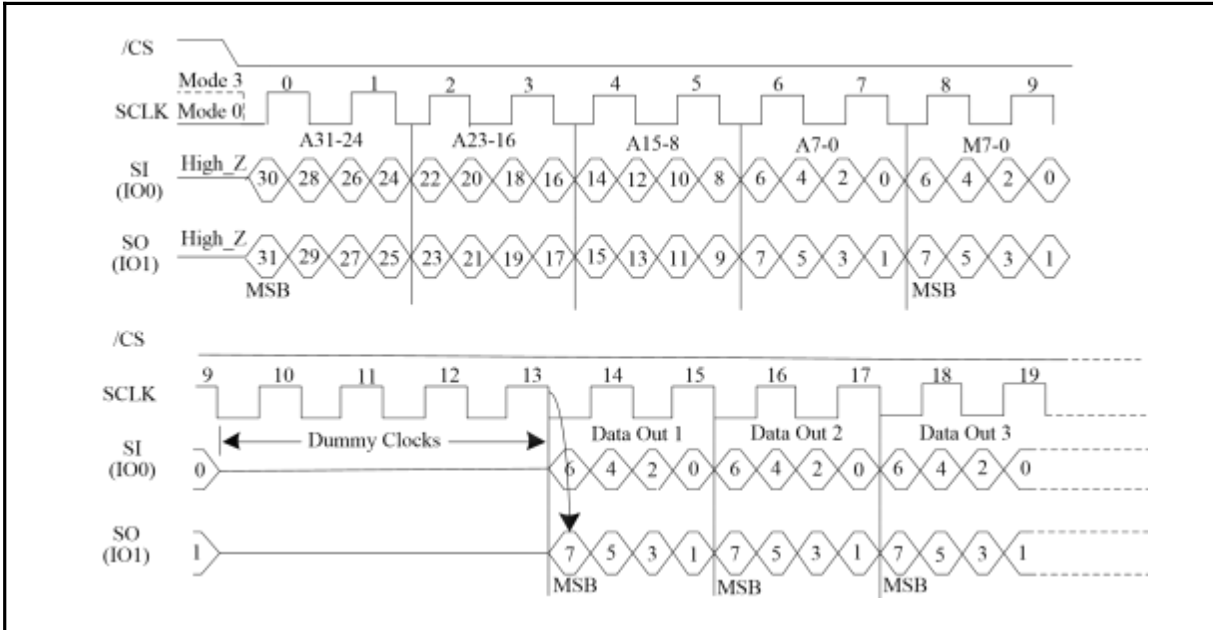 /CS
Mode 3 0 1 2 3 4 5 6 7 8 9
SCLK Mode 0
A31-24 A23-16 A15-8 A7-0 M7-0
SI High_Z 30 28 26 24 22 20 18 16 14 12 10 8 6 4 2 0 6 4 2 0
(IO0)
SO High_Z 31 29 27 25 23 21 19 17 15 13 11 9 7 5 3 1 7 5 3 1
(IO1)
MSB MSB
/CS
9 10 11 12 13 14 15 16 17 18 19
SCLK
Dummy Clocks Data Out 1 Data Out 2 Data Out 3
SI
(IO0) 0 6 4 2 0 6 4 2 0 6 4 2 0
SO
(IO1) 1 7 5 3 1 7 5 3 1 7 5 3 1
MSB MSB MSB